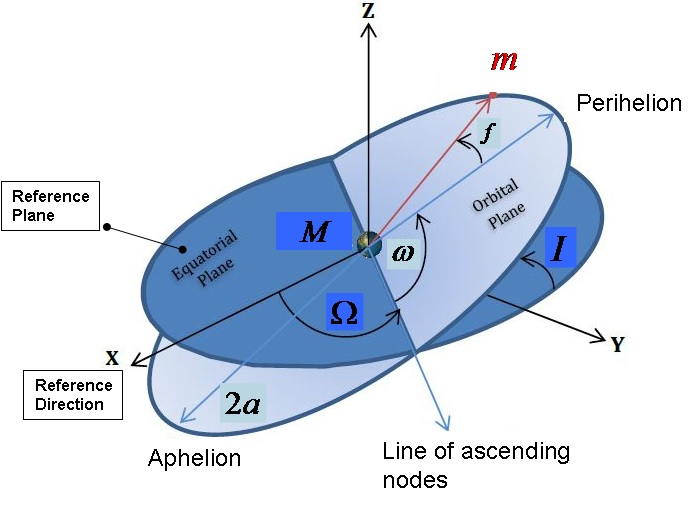 Z
m
Perihelion
f
Reference
Plane
Orbital
Plane
M
Equatorial
Plane
ω
I
Ω
X
Y
Reference
Direction
2a
Aphelion
Line of ascending
nodes